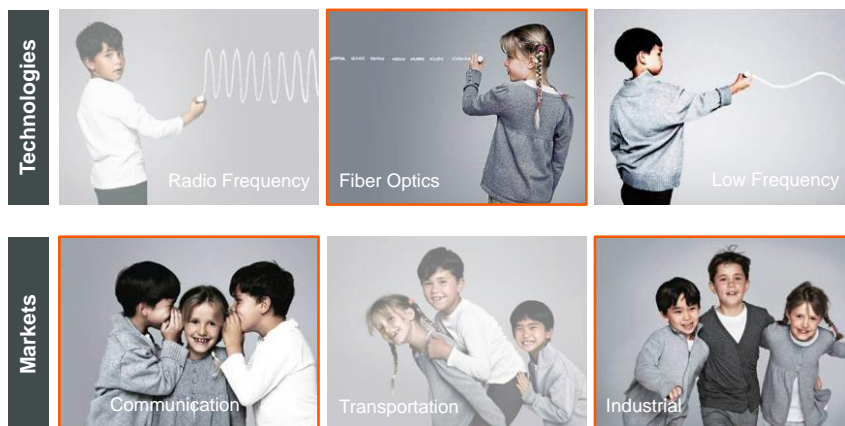 Technologies
Radio Frequency
Fiber Optics
Low Frequency
Markets
Communication
Transportation
Industrial